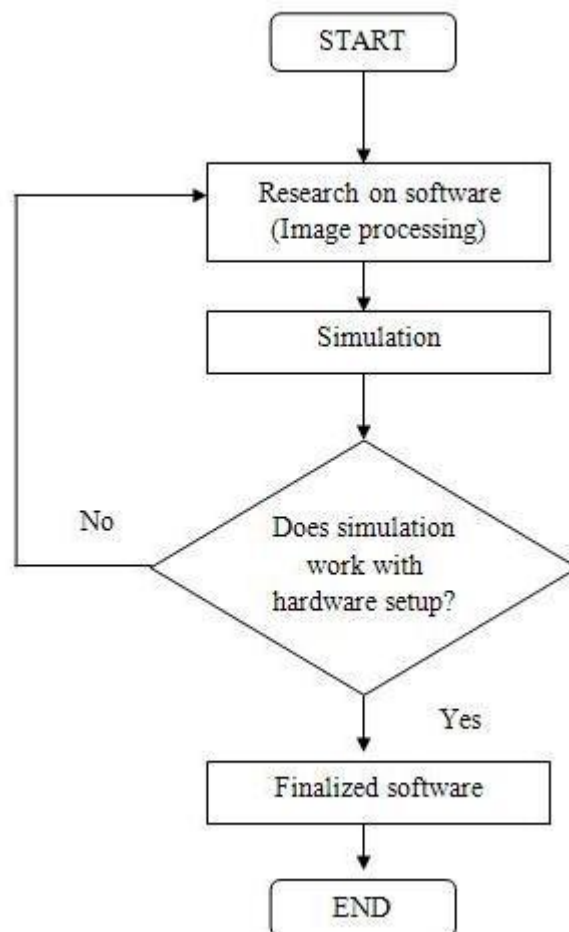 START
Research on software
(Image processing)
Simulation
No
Does simulation
work with
hardware setup?
Yes
Finalized software
END